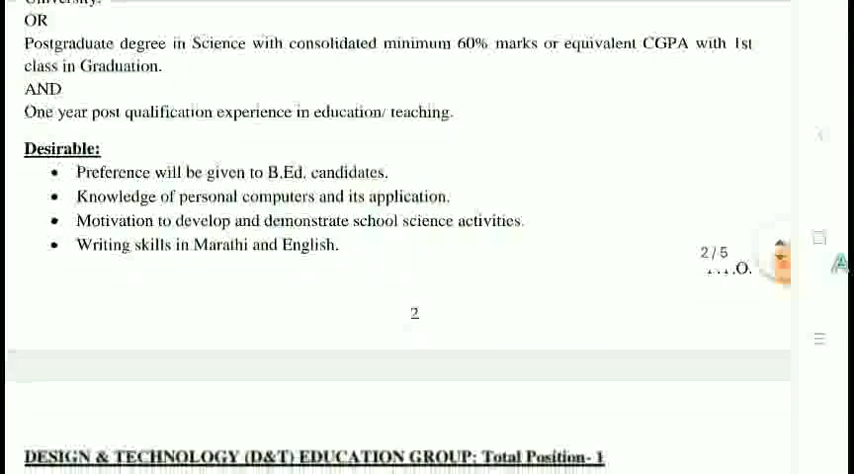 OR
Postgraduate degree in Science with consolidated minimum 60% marks or equivalent CGPA with 1st
class in Graduation.
AND
One year post qualification experience in education/ teaching.
Desirable:
• Preference will be given to B.Ed. candidates.
• Knowledge of personal computers and its application.
• Motivation to develop and demonstrate school science activities.
• Writing skills in Marathi and English.
2/5
....O.
2
DESIGN & TECHNOLOGY (D&T) EDUCATION GROUP: Total Position- 1